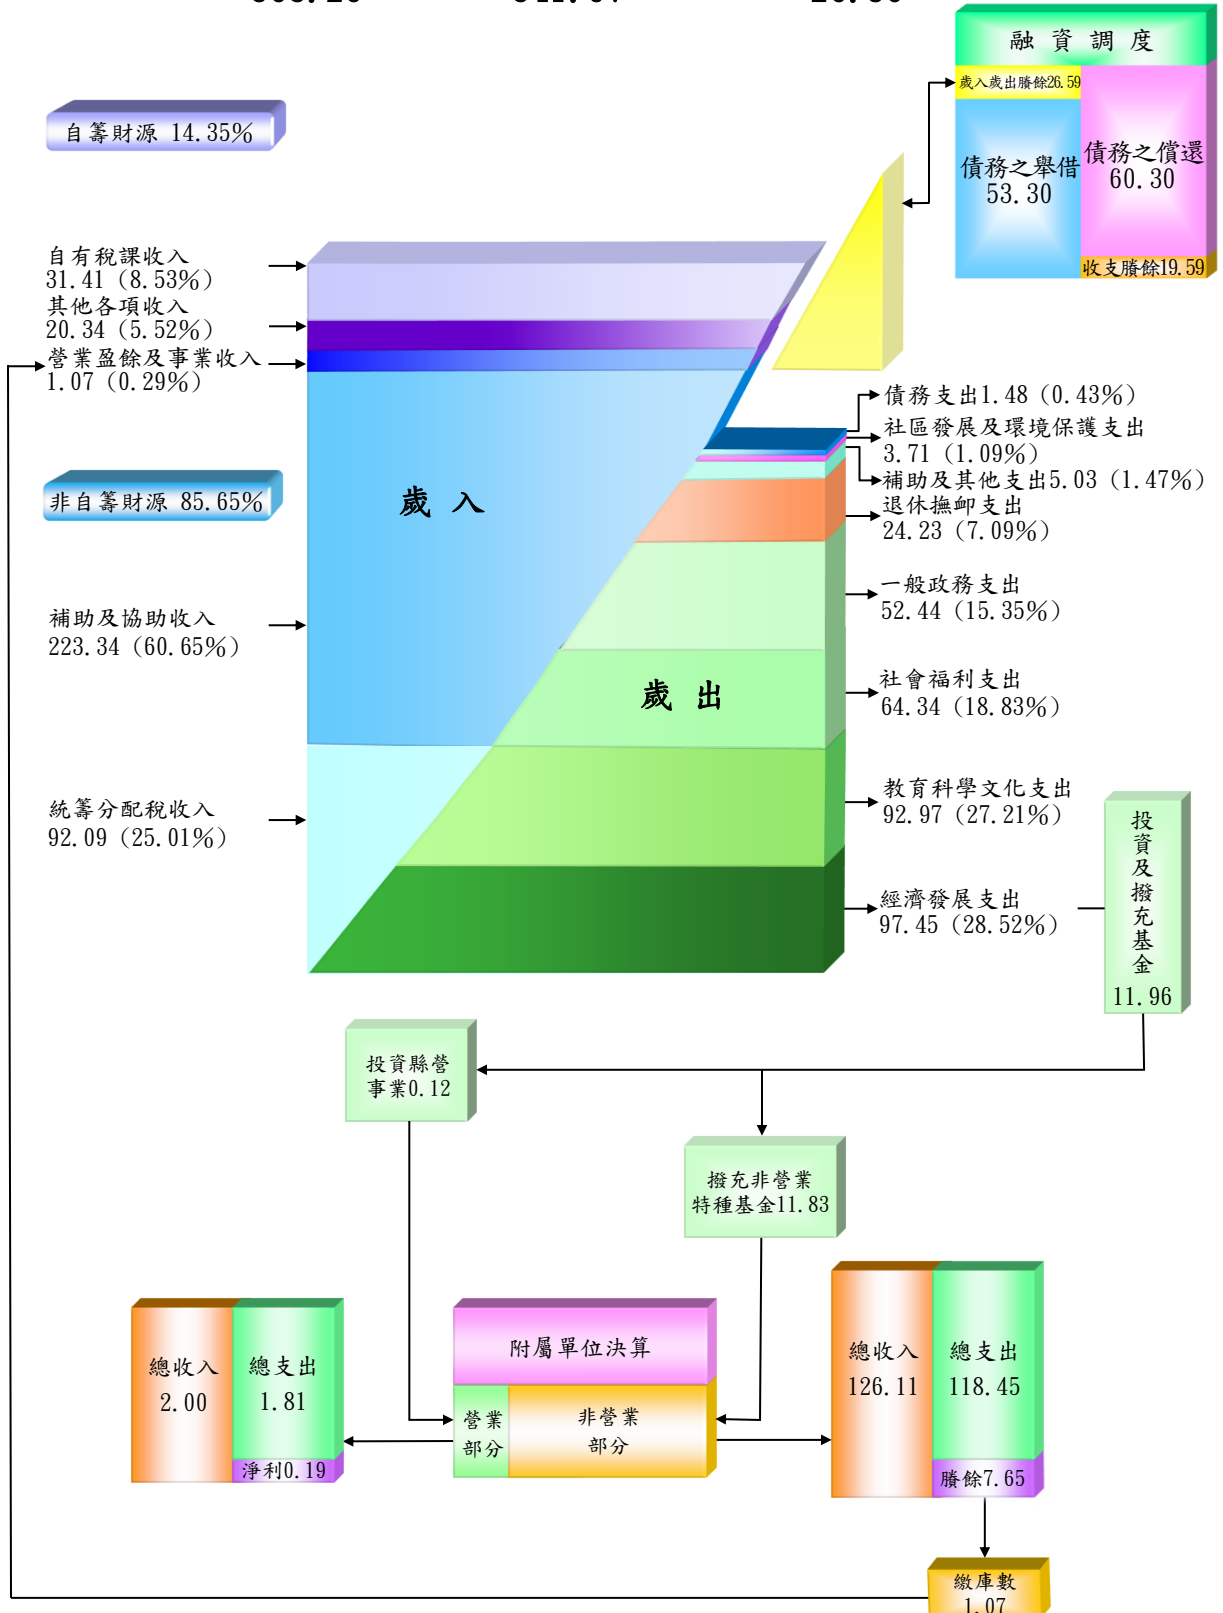 融資調度
歲入歲出賸餘26.59
債務之舉借
53.30
債務之償還
60.30
收支賸餘19.59
自籌財源 14.35%
自有稅課收入
31.41 (8.53%)
其他各項收入
20.34 (5.52%)
營業盈餘及事業收入
1.07 (0.29%)
非自籌財源 85.65%
補助及協助收入
223.34 (60.65%)
統籌分配稅收入
92.09 (25.01%)
歲入
歲出
債務支出1.48 (0.43%)
社區發展及環境保護支出
3.71 (1.09%)
補助及其他支出5.03 (1.47%)
退休撫卹支出
24.23 (7.09%)
一般政務支出
52.44 (15.35%)
社會福利支出
64.34 (18.83%)
教育科學文化支出
92.97 (27.21%)
經濟發展支出
97.45 (28.52%)
投資及撥充基金
11.96
投資縣營
事業0.12
撥充非營業
特種基金11.83
總收入
2.00
總支出
1.81
淨利0.19
附屬單位決算
營業
部分
非營業
部分
總收入
126.11
總支出
118.45
賸餘7.65
繳庫數
1.07